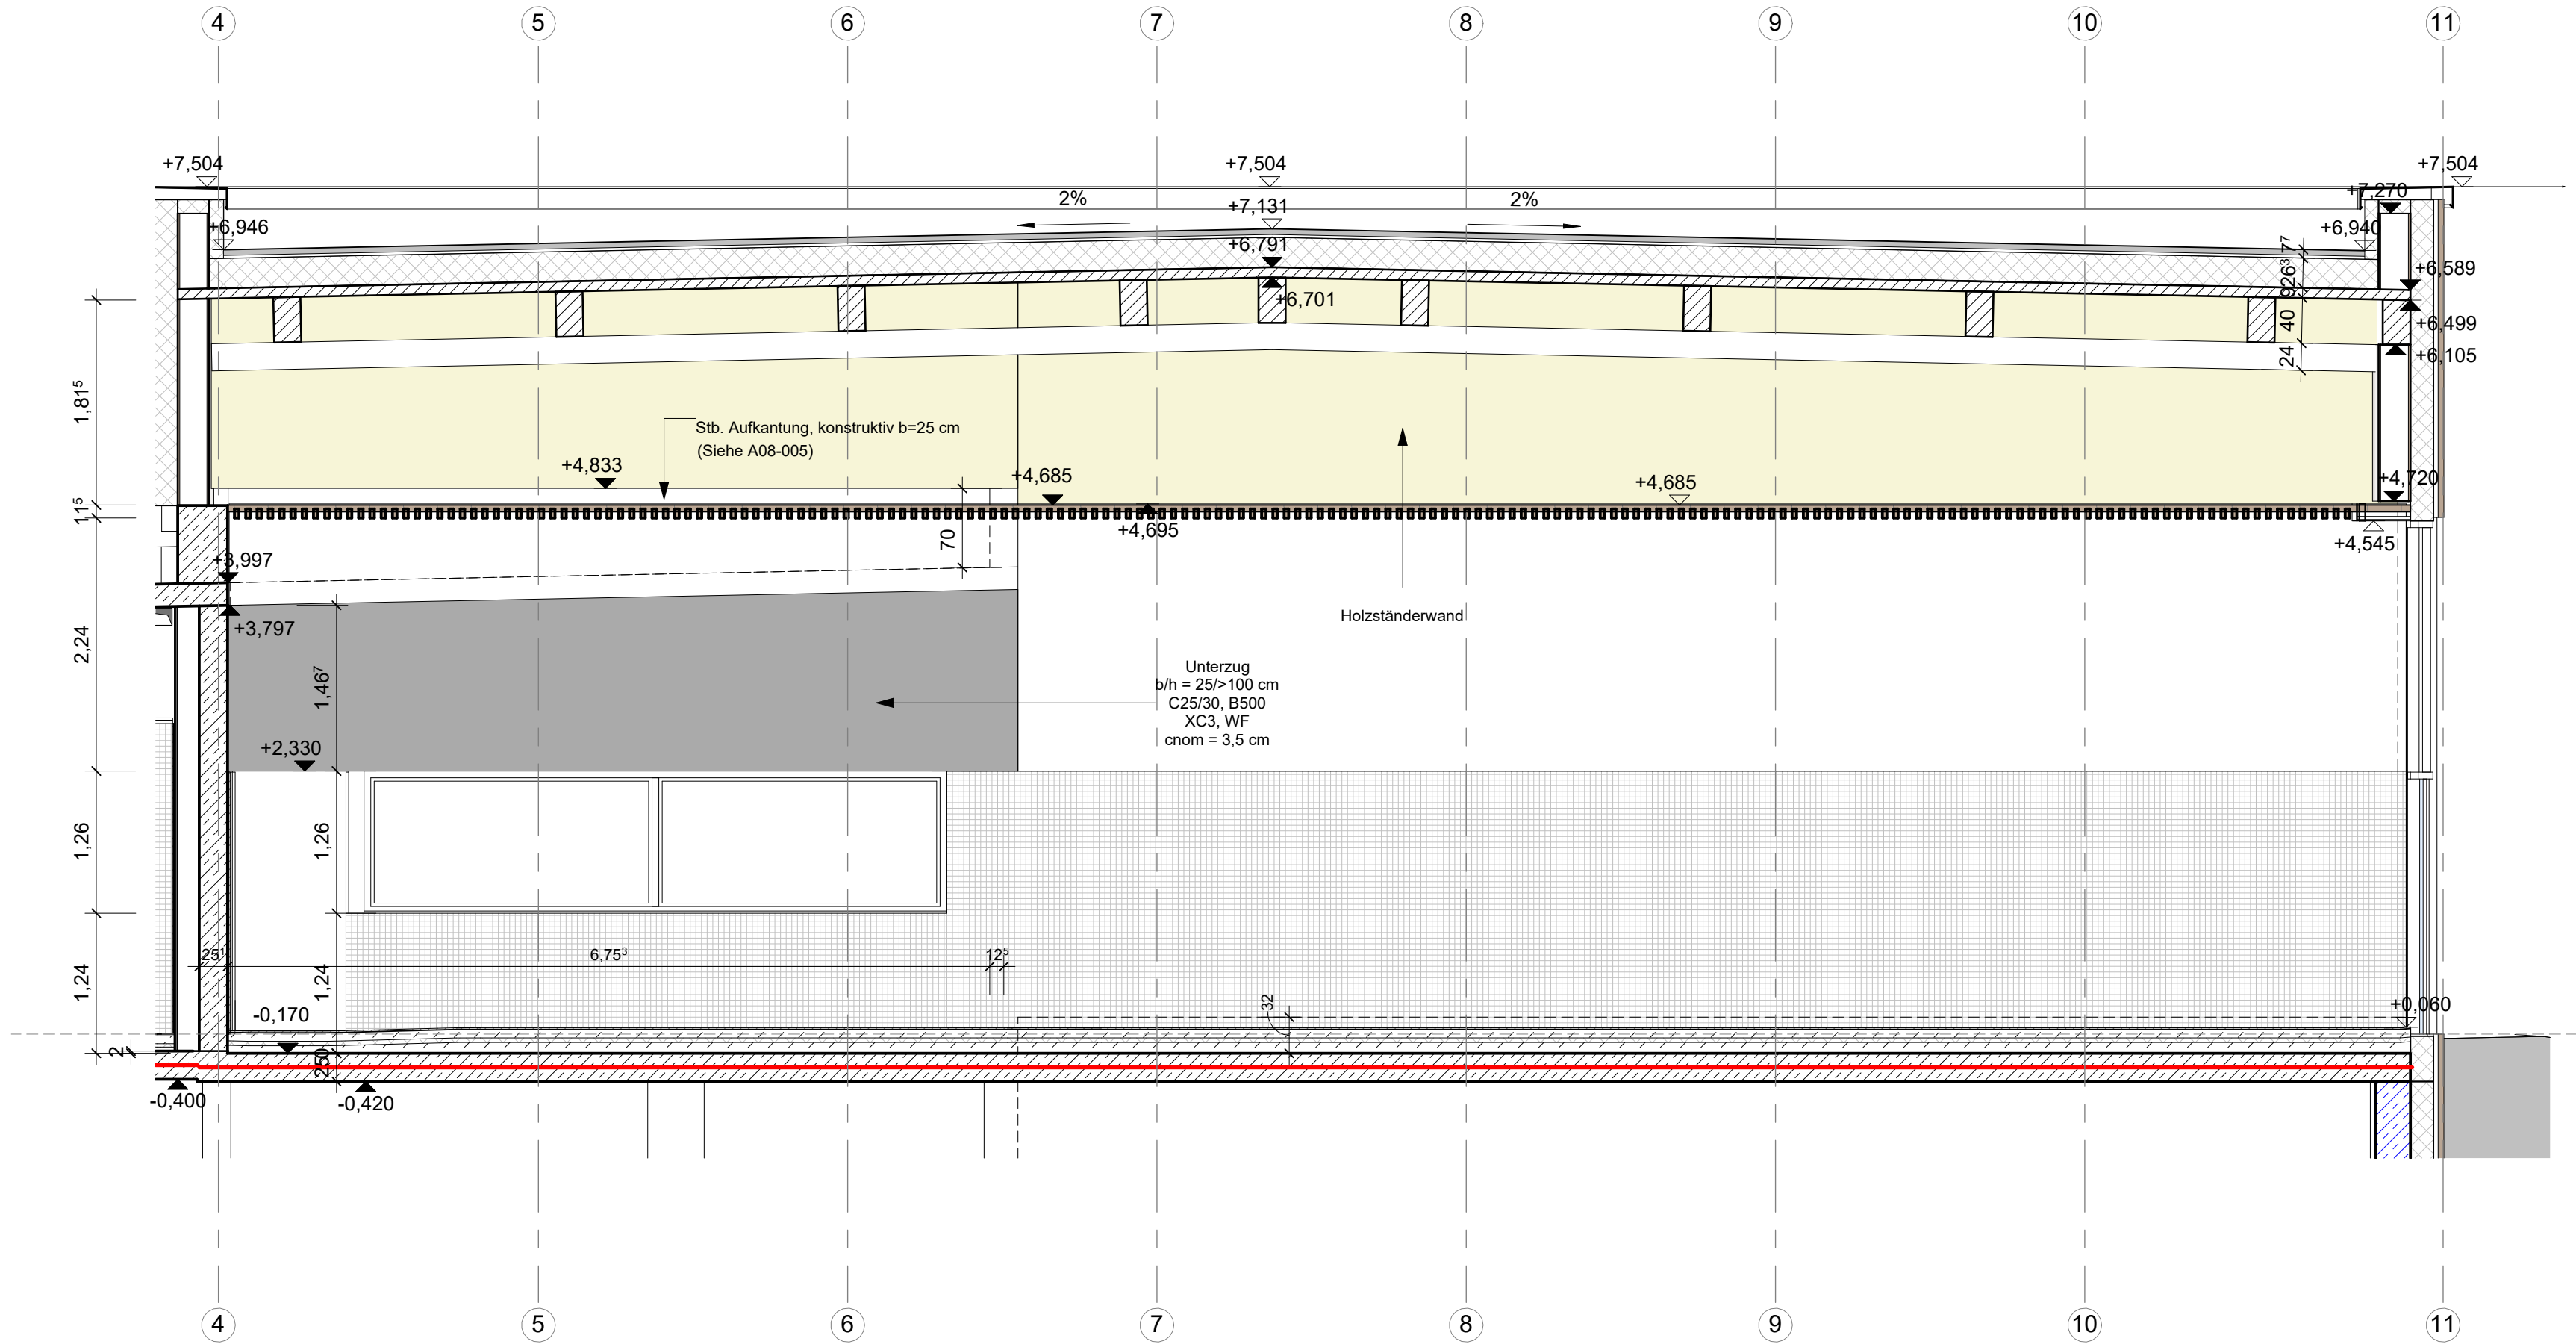 4 5 6 7 8 9 10 11
+7,504 +7,504 +7,504
2% 2%
+7,270
+7,131
+6,946 +6,940
+6,791
7⁷
26³
9
+6,589
+6,701
40
+6,499
24
+6,105
1,81⁵
Stb. Aufkantung, konstruktiv b=25 cm
(Siehe A08-005)
+4,833
+4,685 +4,685 +4,720
11⁵
+4,695
70
+4,545
+3,997
Holzständerwand
+3,797
2,24
1,46⁷
Unterzug
b/h = 25/>100 cm
C25/30, B500
XC3, WF
cnom = 3,5 cm
+2,330
1,26 1,26
25¹ 6,75³ 12⁵
1,24 1,24
32
+0,060
-0,170
2
-0,400 -0,420
4 5 6 7 8 9 10 11